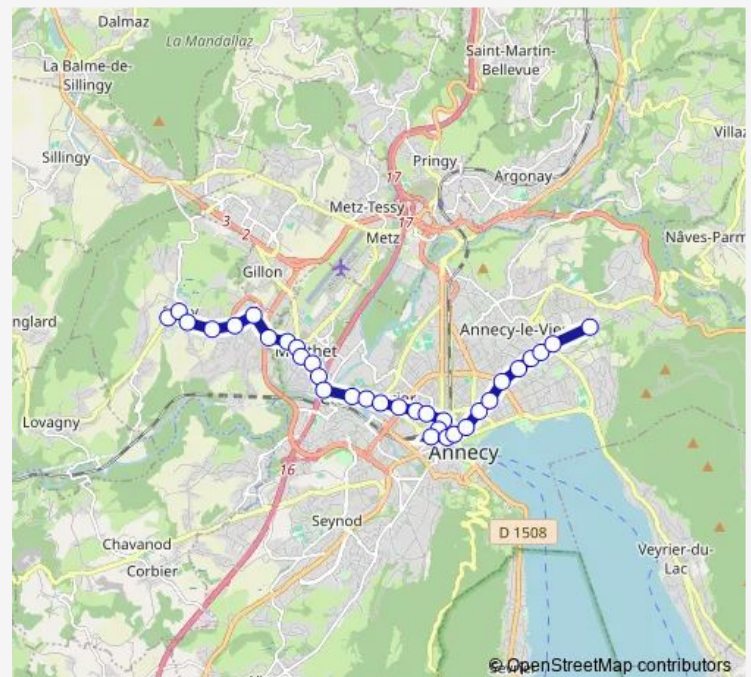 Dalmaz
La Mandallaz
Saint-Martin-
Bellevue
La Balme-de-
Sillingy
Villaz
Sillingy
Pringy
17
Argonay
Metz-Tessy
17
3
2
Metz
Nâves-Parm
Gillon
nglard
Annecy-le-Vie
Lovagny
Annecy
16
Seynod
D 1508
Chavanod
Corbier
Veyrier-du-
Lac
© OpenStreetMap contributors